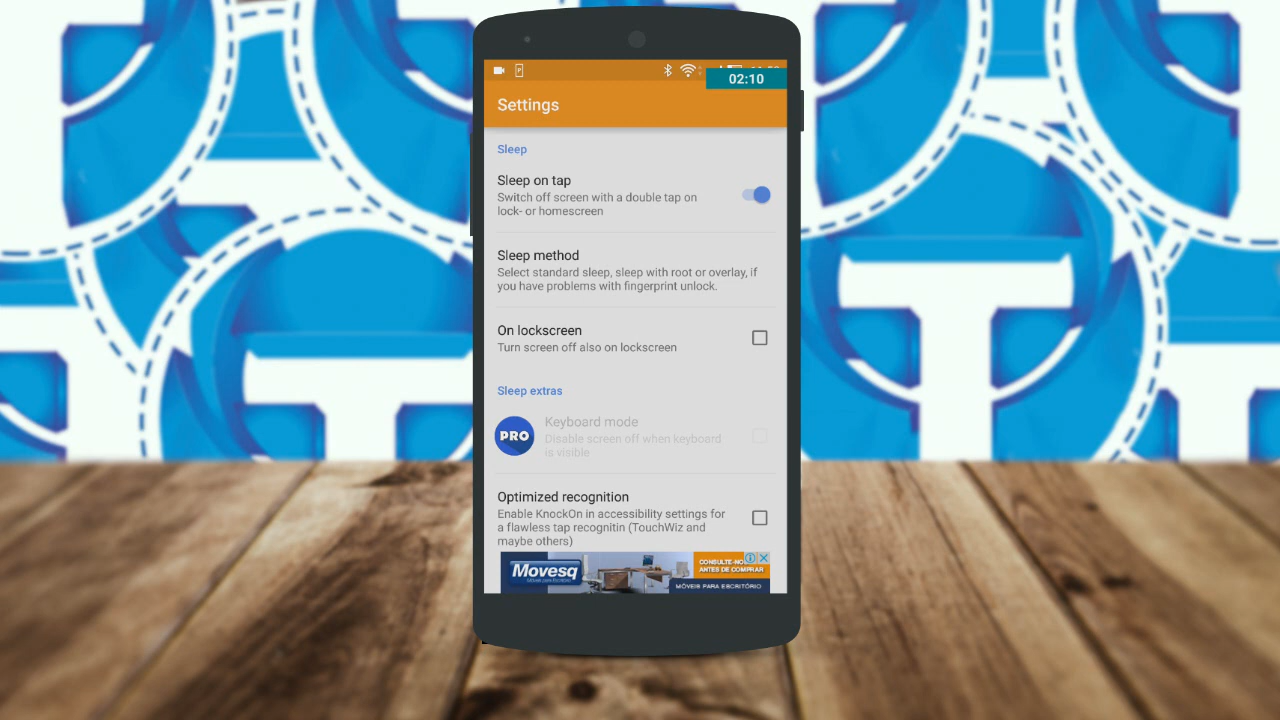 02:10
Settings
Sleep
Sleep on tap
Switch off screen with a double tap on
lock- or homescreen
Sleep method
Select standard sleep, sleep with root or overlay, if
you have problems with fingerprint unlock.
On lockscreen
Turn screen off also on lockscreen
Sleep extras
PRO
Keyboard mode
Disable screen off when keyboard
is visible
Optimized recognition
Enable KnockOn in accessibility settings for
a flawless tap recognitin (TouchWiz and
maybe others)
Movesq
Móveis para Escritório
ANTES DE COMPRAR
MÓVEIS PARA ESCRITÓRIO